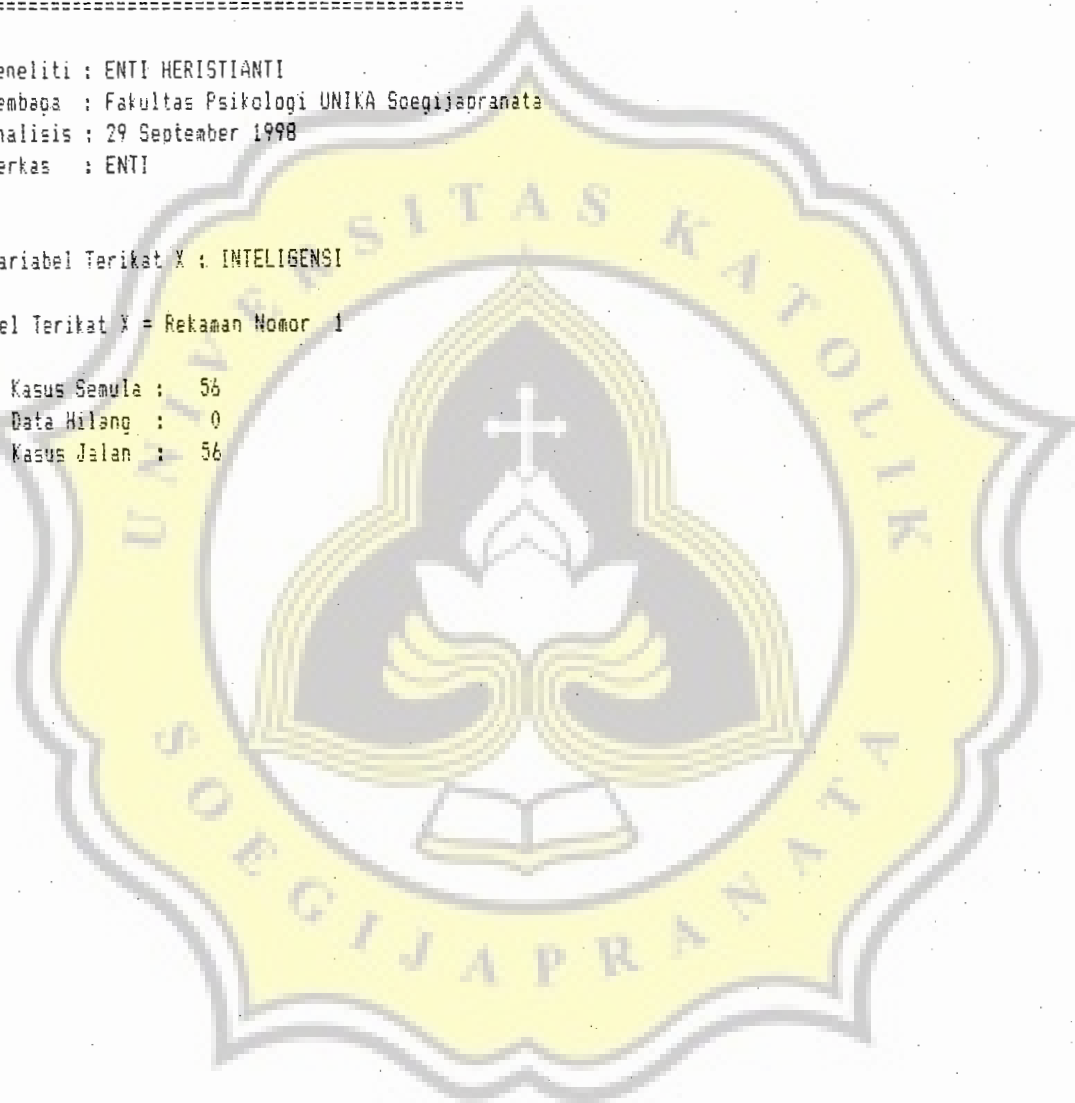 ============================================
eneliti : ENTI HERISTIANTI
embaga : Fakultas Psikologi UNIKA Soegijapranata
nalisis : 29 September 1998
erkas : ENTI
ariabel Terikat X : INTELIGENSI
el Terikat X = Rekaman Nomor 1
Kasus Semula : 56
Data Hilang : 0
Kasus Jalan : 56
UNIVERSITAS KATOLIK
SOEGIJAPRANATA